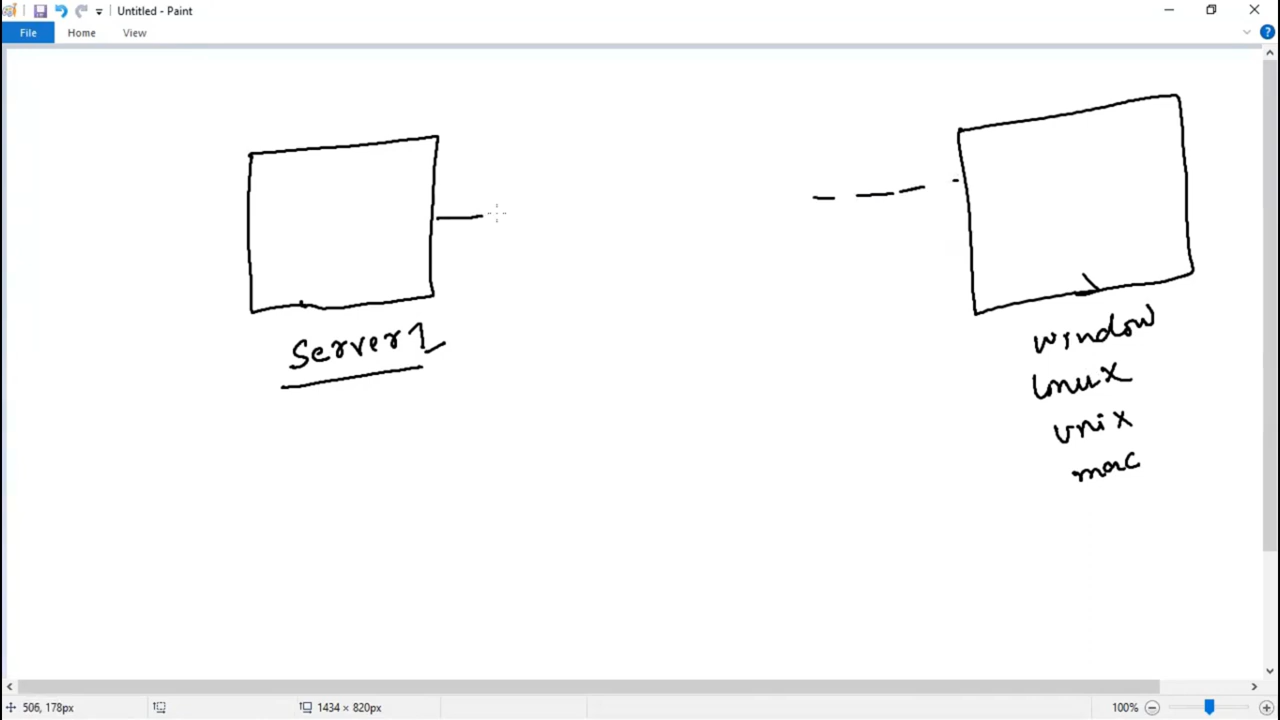 Untitled - Paint
File Home View
Server1
window
Linux
Unix
mac
506, 178px
1434 × 820px
100%